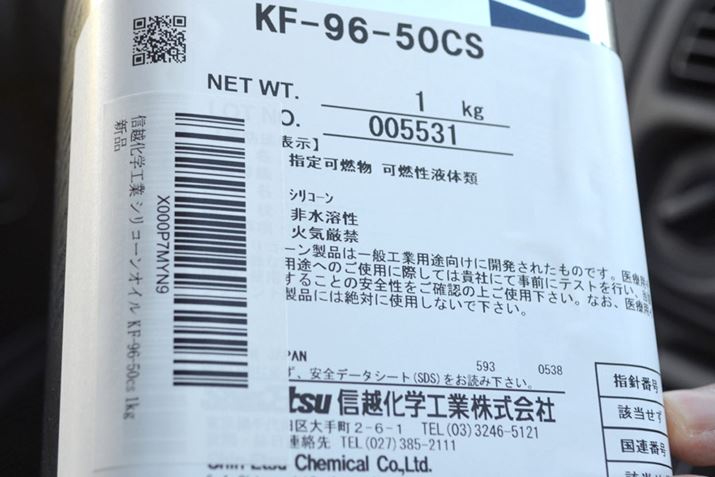 KF-96-50CS
NET WT. 1 kg
O. 005531
表示】
指定可燃物 可燃性液体類
シリコーン
非水溶性
火気厳禁
ーン製品は一般工業用途向けに開発されたものです。医療用
用途へのご使用に際しては貴社にて事前にテストを行い、当
することの安全性をご確認の上ご使用下さい。なお、医療用
製品には絶対に使用しないで下さい。
PAN
593 0538
ず、安全データシート(SDS)をお読み下さい。
tsu 信越化学工業株式会社
田区大手町2-6-1 TEL(03)3246-5121
連絡先 TEL(027)385-2111
Shin-Etsu Chemical Co.,Ltd.
指針番号
該当せず
国連番号
該当せ
X000P7MYN9
信越化学工業 シリコーンオイル KF-96-50cs 1kg
新品